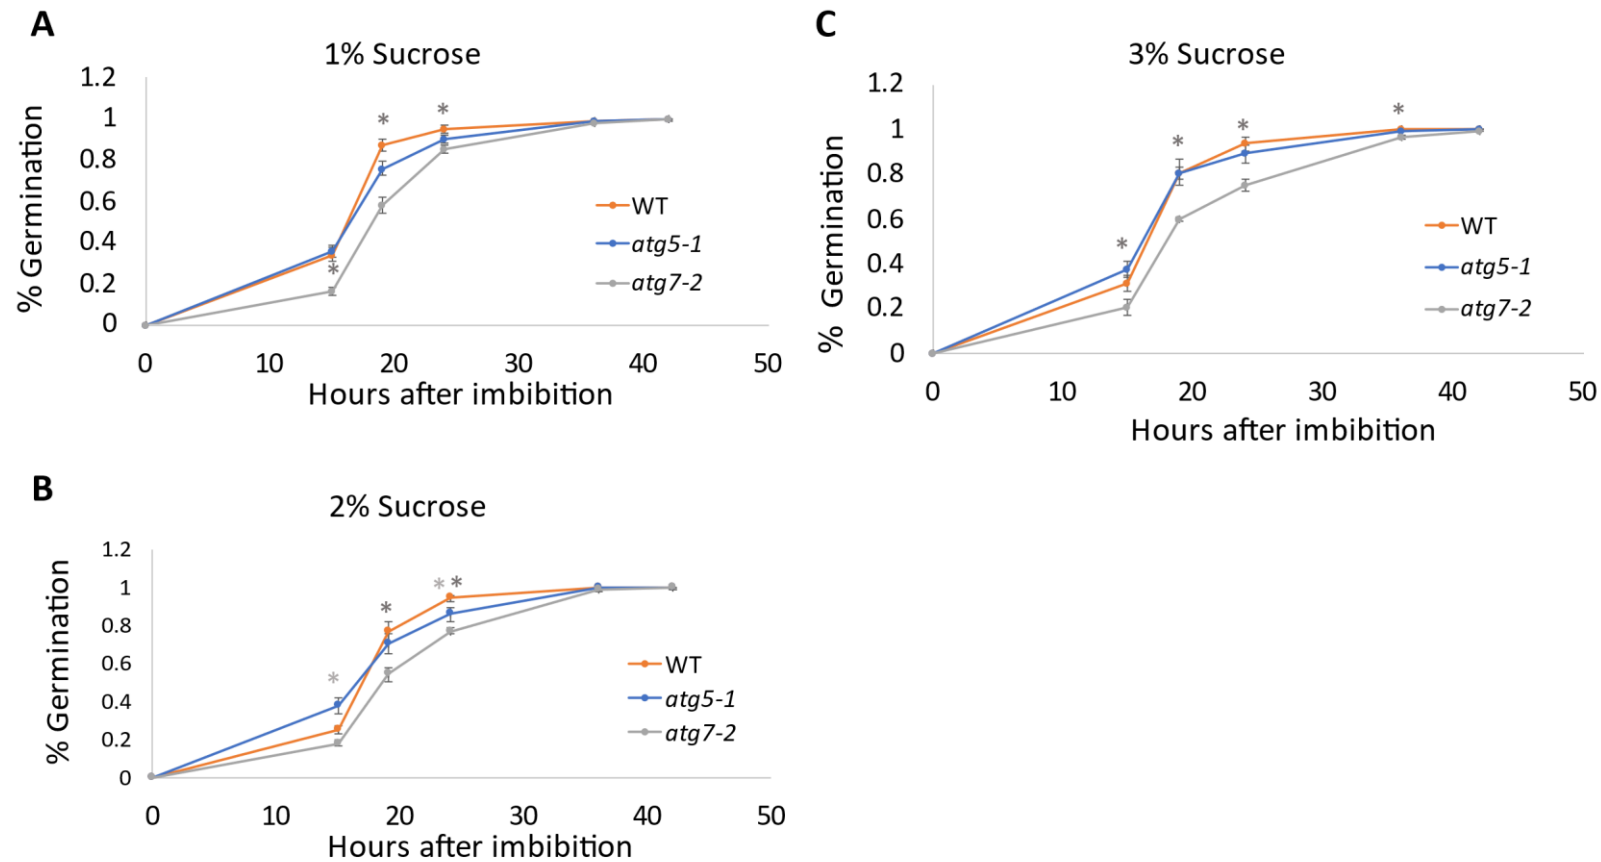 A
1% Sucrose
% Germination
1.2
1
0.8
0.6
0.4
0.2
0
* * *
WT
atg5-1
atg7-2
0 10 20 30 40 50
Hours after imbibition
B
2% Sucrose
% Germination
1.2
1
0.8
0.6
0.4
0.2
0
* * * *
WT
atg5-1
atg7-2
0 10 20 30 40 50
Hours after imbibition
C
3% Sucrose
% Germination
1.2
1
0.8
0.6
0.4
0.2
0
* * * *
WT
atg5-1
atg7-2
0 10 20 30 40 50
Hours after imbibition